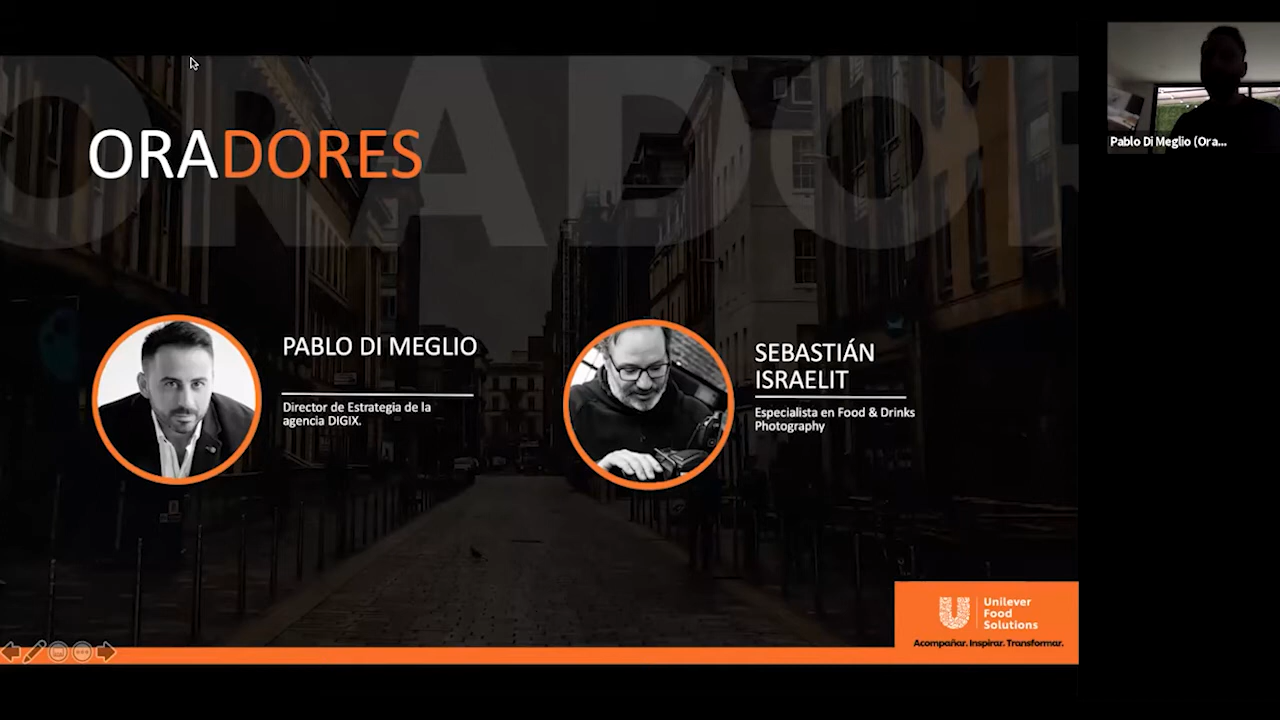 ORADOR
ORADORES
PABLO DI MEGLIO
Director de Estrategia de la
agencia DIGIX.
SEBASTIÁN
ISRAELIT
Especialista en Food & Drinks
Photography
Unilever
Food
Solutions
Acompañar. Inspirar. Transformar.
Pablo Di Meglio (Ora...